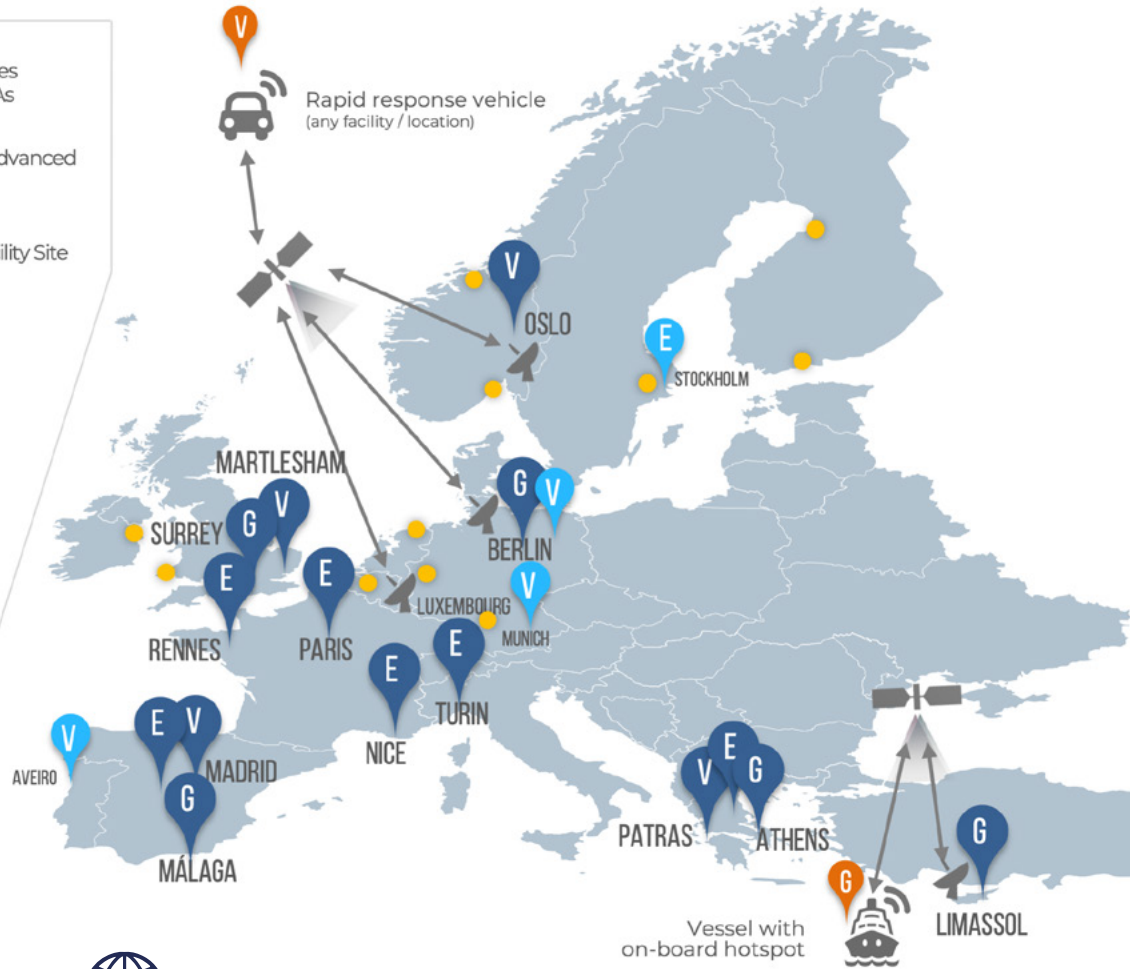 V
es
As
Rapid response vehicle
(any facility / location)
dvanced
ility Site
V
OSLO
E
STOCKHOLM
MARTLESHAM
G
V
SURREY
G
V
BERLIN
E
E
LUXEMBOURG
V
MUNICH
RENNES
PARIS
E
E
TURIN
NICE
V
AVEIRO
E
V
MADRID
G
MÁLAGA
V
E
G
PATRAS
ATHENS
G
LIMASSOL
G
Vessel with
on-board hotspot